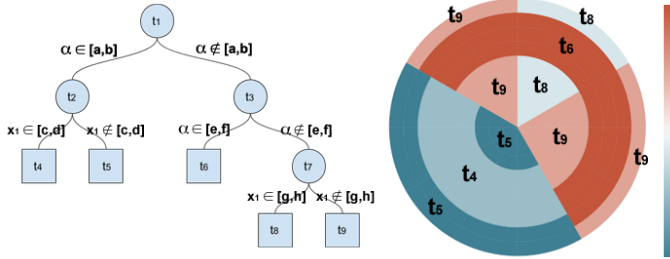 t1
α ∈ [a,b] α ∉ [a,b]
t2 t3
x1 ∈ [c,d] x1 ∉ [c,d] α ∈ [e,f] α ∉ [e,f]
t4 t5 t6 t7
x1 ∈ [g,h] x1 ∉ [g,h]
t8 t9
t9 t8
t6
t9 t8
t5 t9
t4 t9
t5